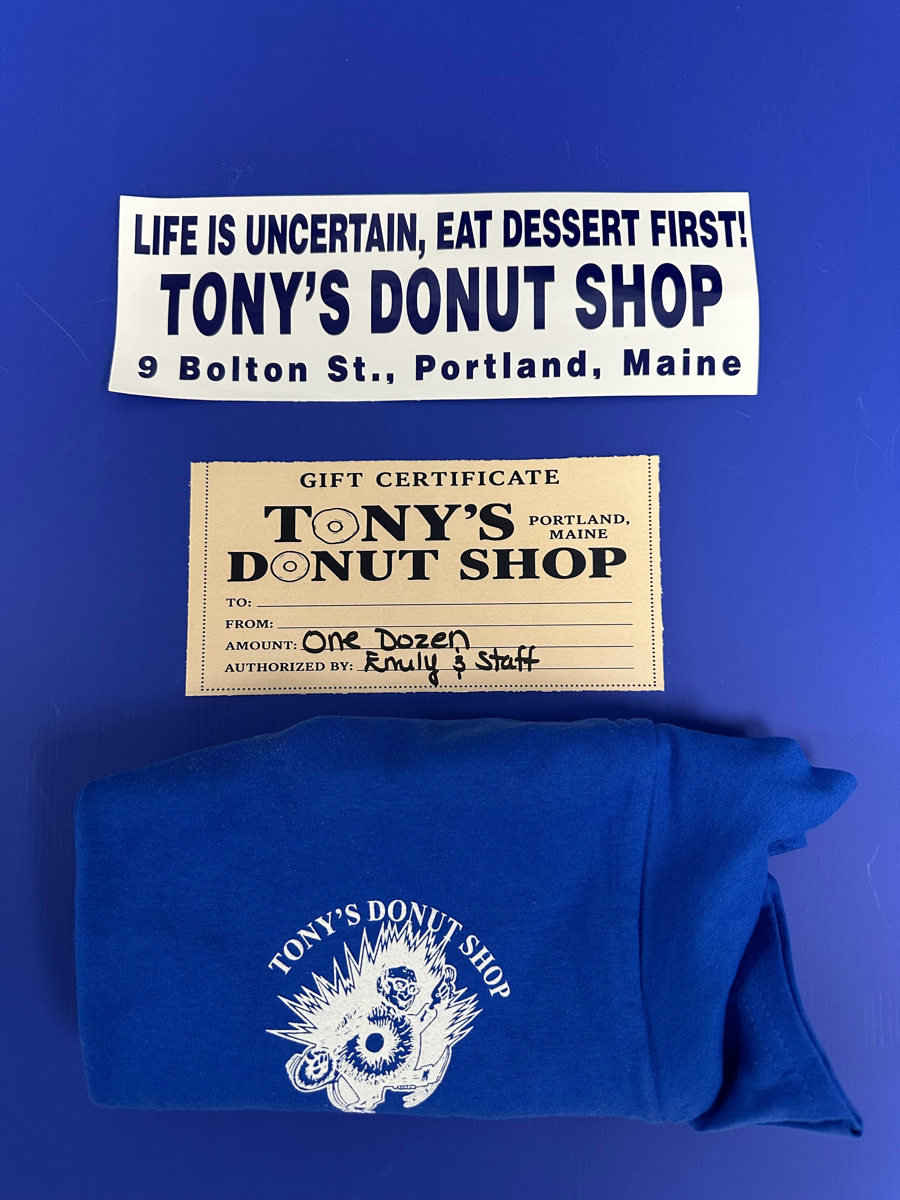 LIFE IS UNCERTAIN, EAT DESSERT FIRST!
TONY'S DONUT SHOP
9 Bolton St., Portland, Maine
GIFT CERTIFICATE
TONY'S
PORTLAND,
MAINE
DONUT SHOP
TO:
FROM:
AMOUNT: One Dozen
AUTHORIZED BY: Emily & Staff
TONY'S DONUT SHOP